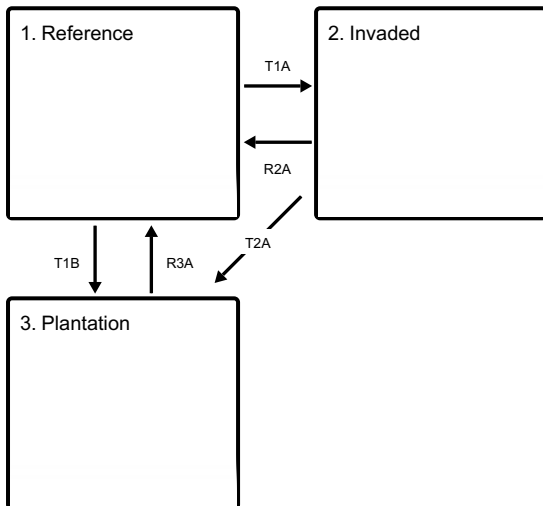 1. Reference
2. Invaded
T1A
R2A
T2A
T1B
R3A
3. Plantation